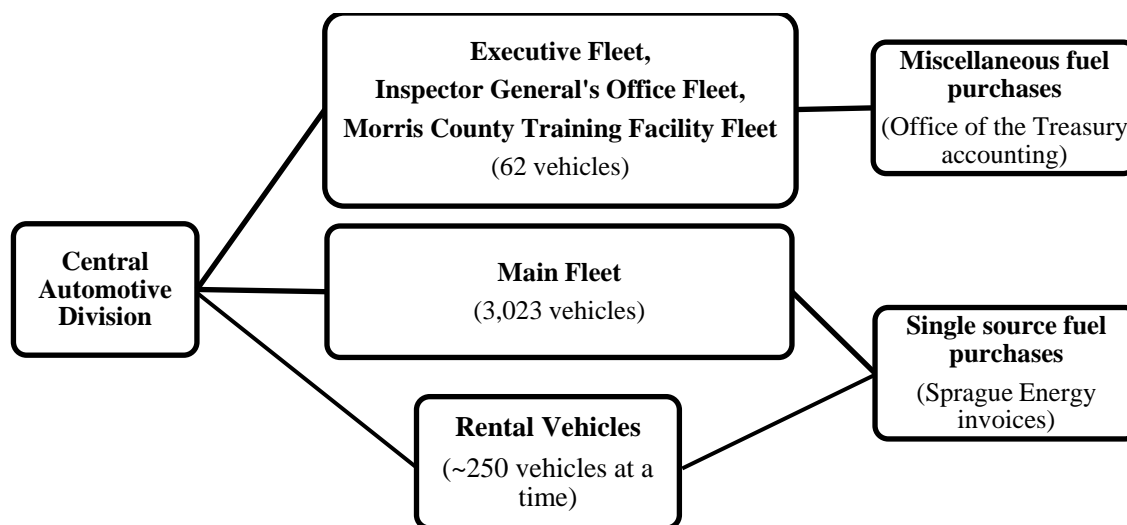 Executive Fleet,
Inspector General's Office Fleet,
Morris County Training Facility Fleet
(62 vehicles)
Miscellaneous fuel
purchases
(Office of the Treasury
accounting)
Central
Automotive
Division
Main Fleet
(3,023 vehicles)
Single source fuel
purchases
(Sprague Energy
invoices)
Rental Vehicles
(~250 vehicles at a
time)